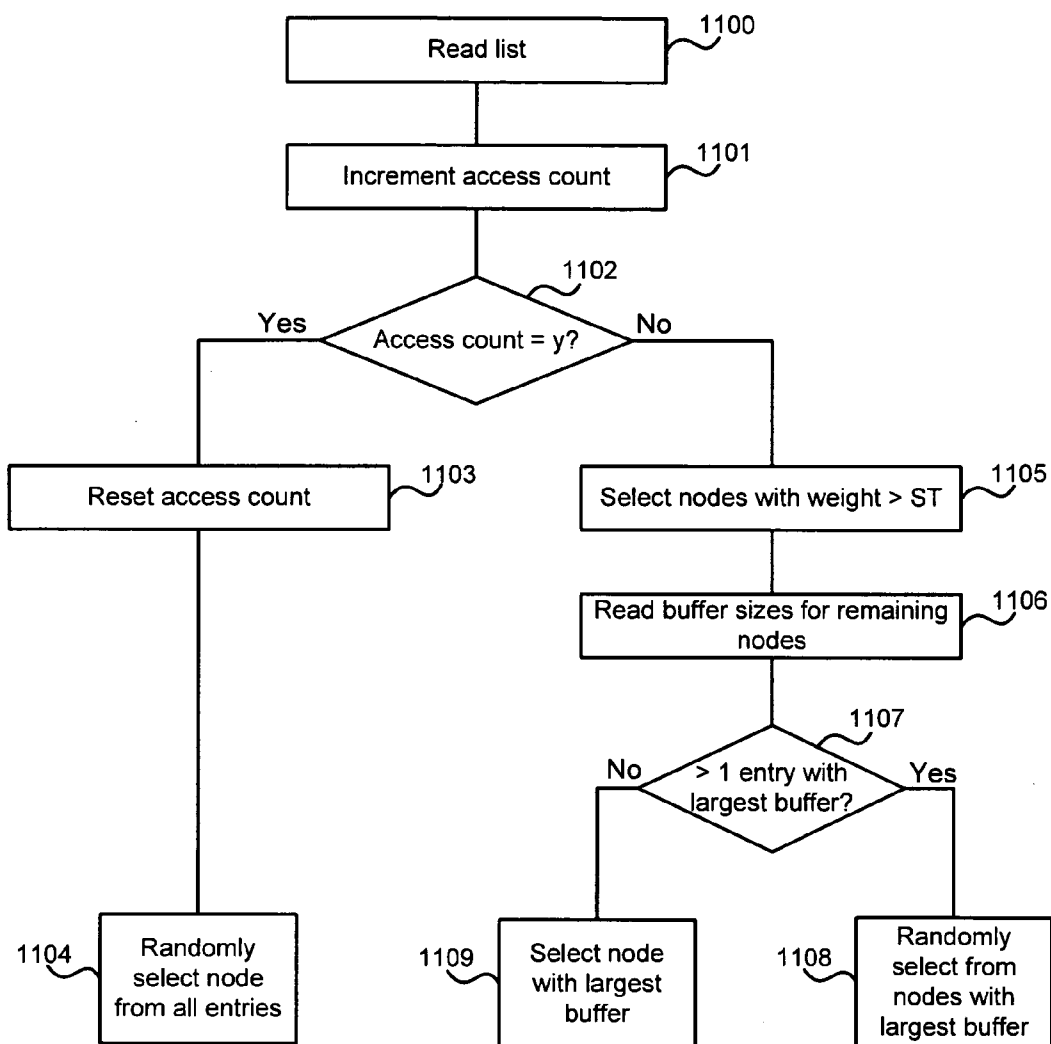 1100
Read list
1101
Increment access count
1102
Yes
Access count = y?
No
1103
Reset access count
1105
Select nodes with weight > ST
1106
Read buffer sizes for remaining
nodes
1107
No
> 1 entry with
largest buffer?
Yes
1104
Randomly
select node
from all entries
1109
Select node
with largest
buffer
1108
Randomly
select from
nodes with
largest buffer